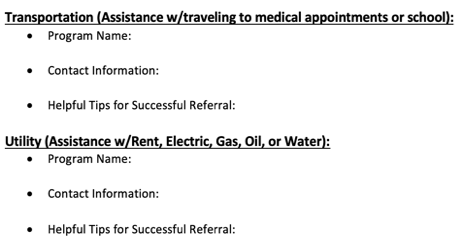 Transportation (Assistance w/traveling to medical appointments or school):
• Program Name:
• Contact Information:
• Helpful Tips for Successful Referral:
Utility (Assistance w/Rent, Electric, Gas, Oil, or Water):
• Program Name:
• Contact Information:
• Helpful Tips for Successful Referral: